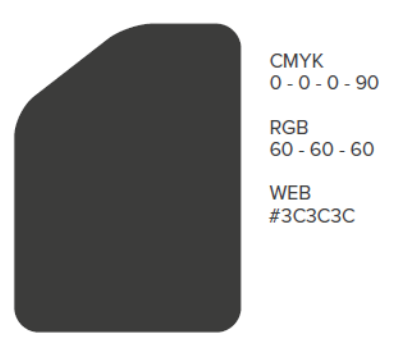 CMYK
0 - 0 - 0 - 90
RGB
60 - 60 - 60
WEB
#3C3C3C